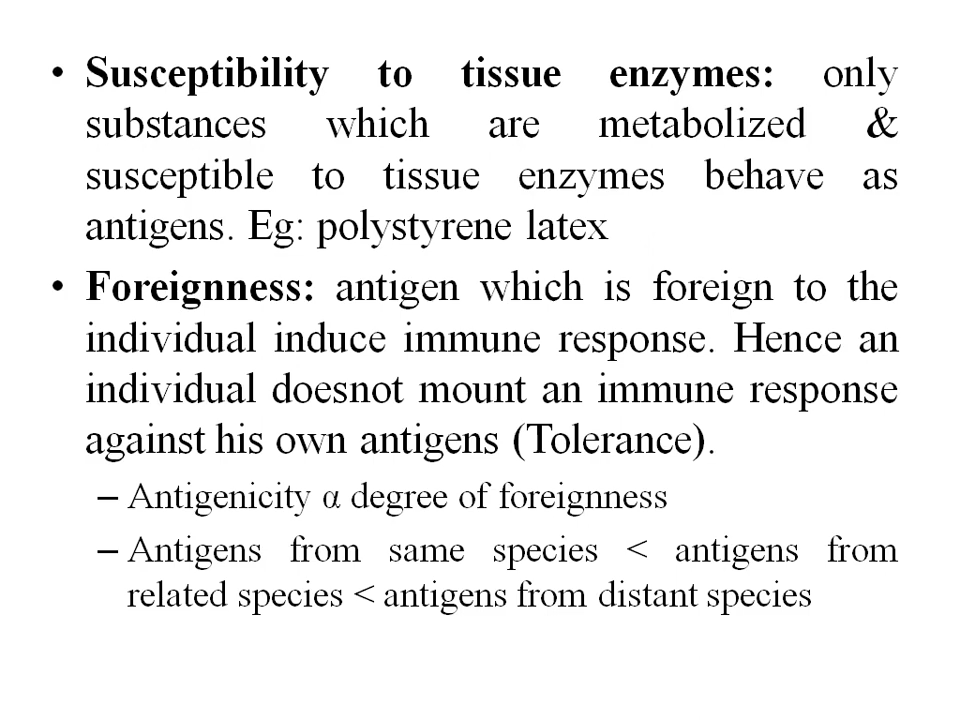 • Susceptibility to tissue enzymes: only
substances which are metabolized &
susceptible to tissue enzymes behave as
antigens. Eg: polystyrene latex
• Foreignness: antigen which is foreign to the
individual induce immune response. Hence an
individual doesnot mount an immune response
against his own antigens (Tolerance).
– Antigenicity α degree of foreignness
– Antigens from same species < antigens from
related species < antigens from distant species